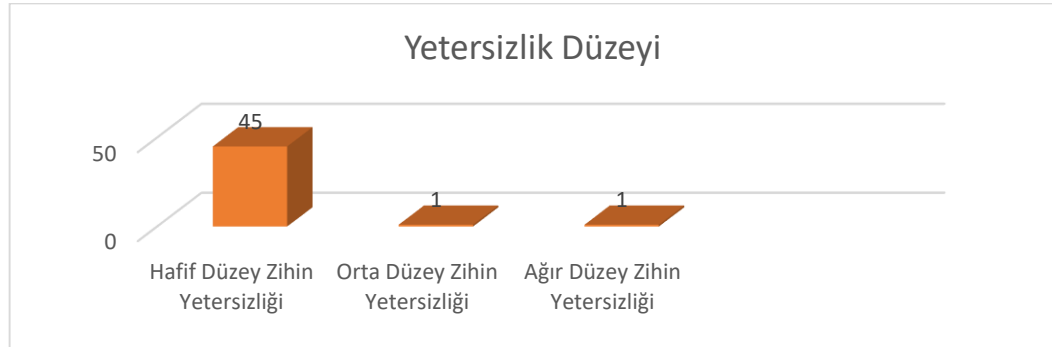 Yetersizlik Düzeyi
45
50
1
1
0
Hafif Düzey Zihin
Yetersizliği
Orta Düzey Zihin
Yetersizliği
Ağır Düzey Zihin
Yetersizliği